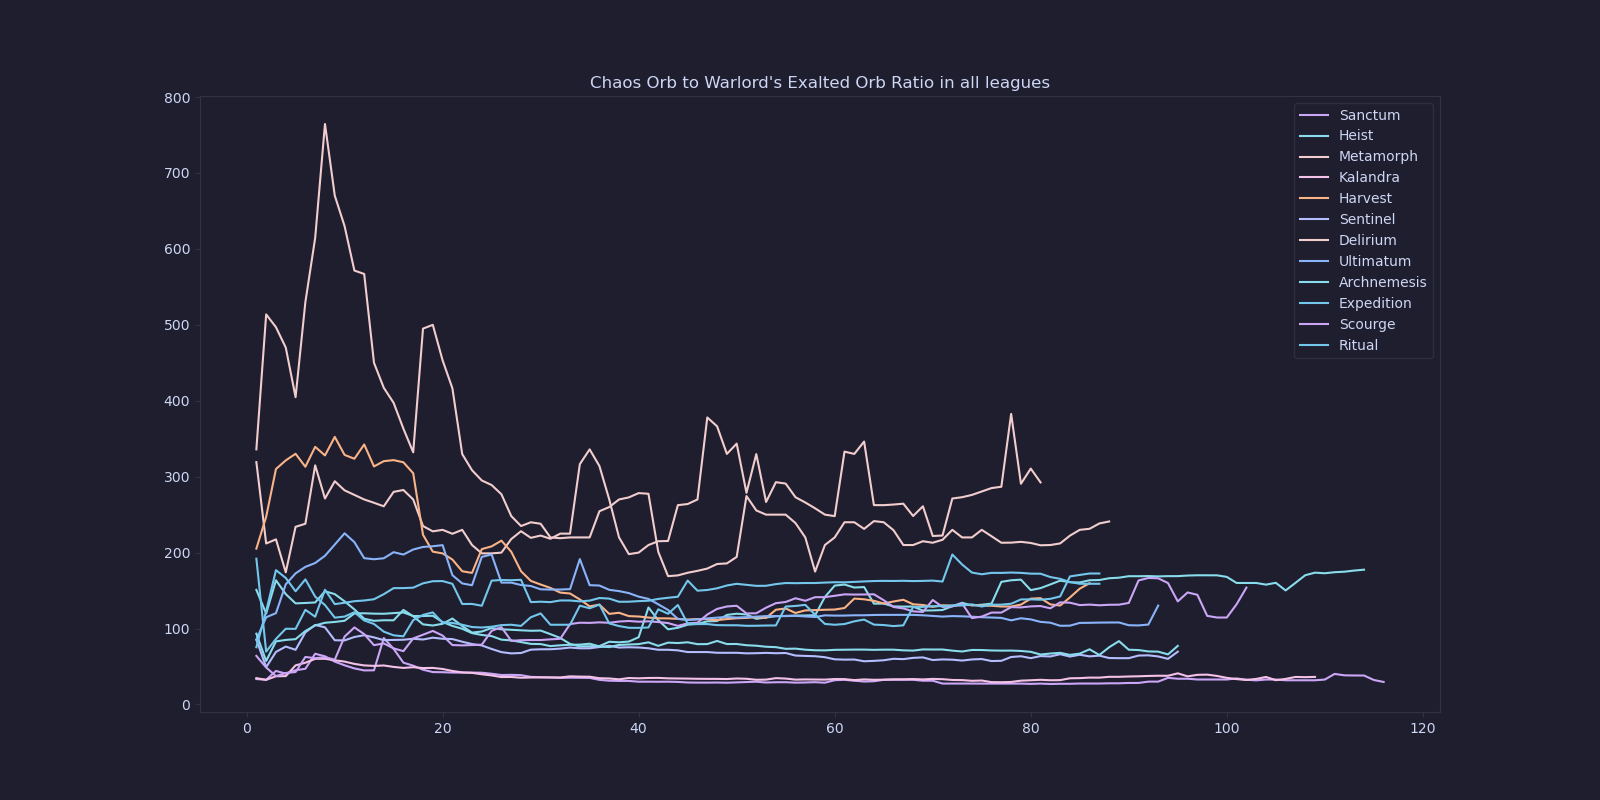 Chaos Orb to Warlord's Exalted Orb Ratio in all leagues
800
700
600
500
400
300
200
100
0
0 20 40 60 80 100 120
Sanctum
Heist
Metamorph
Kalandra
Harvest
Sentinel
Delirium
Ultimatum
Archnemesis
Expedition
Scourge
Ritual